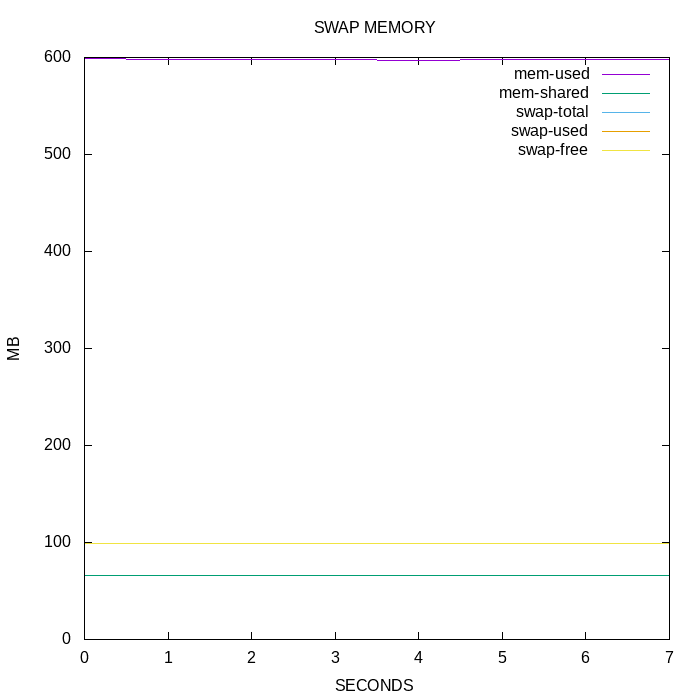 SWAP MEMORY
600
mem-used
mem-shared
swap-total
swap-used
swap-free
500
400
300
MB
200
100
0
0 1 2 3 4 5 6 7
SECONDS